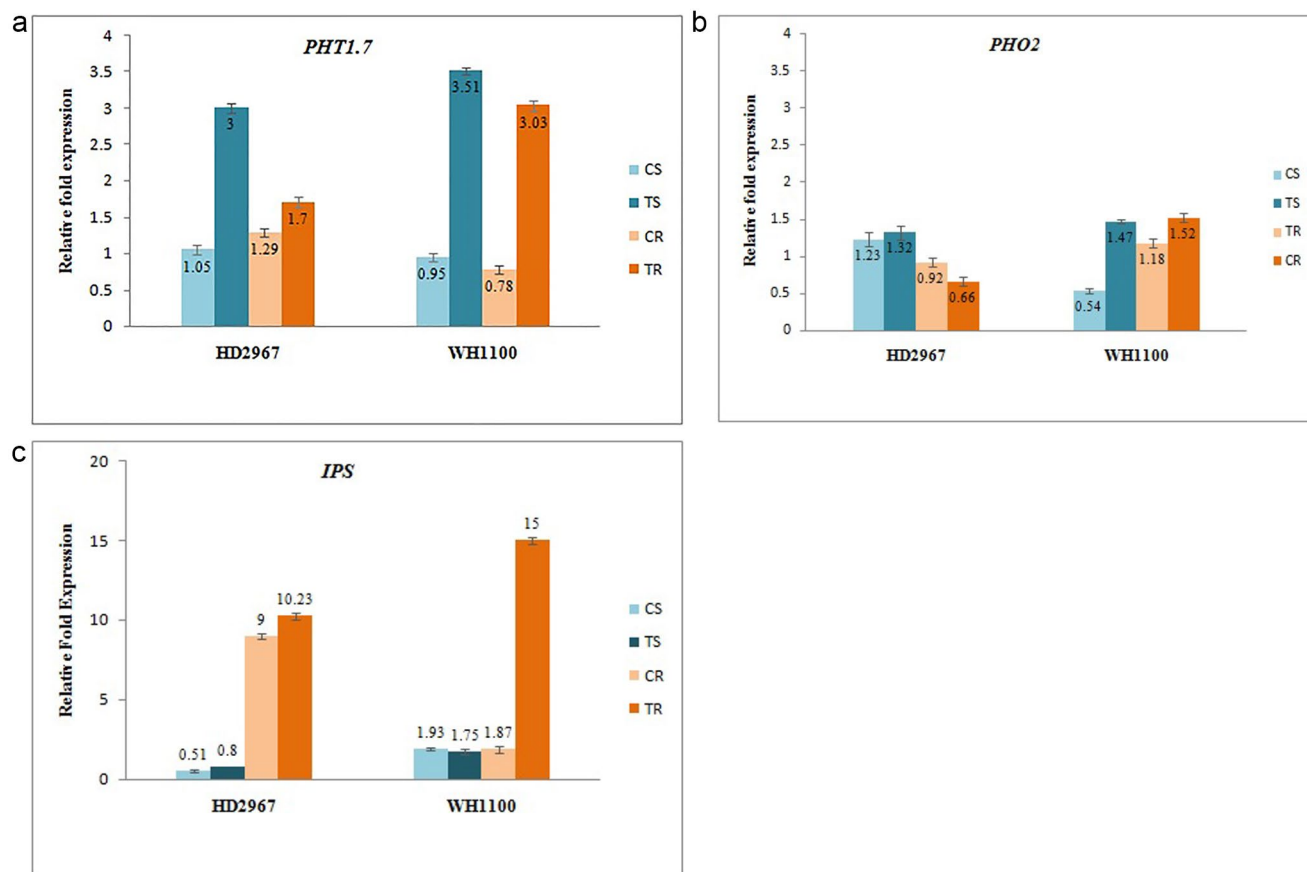 a
PHT1.7
Relative fold expression
4
3.5
3
2.5
2
1.5
1
0.5
0
1.05
3
1.29
1.7
0.95
3.51
0.78
3.03
HD2967
WH1100
CS
TS
CR
TR
b
PHO2
Relative fold expression
4
3.5
3
2.5
2
1.5
1
0.5
0
1.23
1.32
0.92
0.66
0.54
1.47
1.18
1.52
HD2967
WH1100
CS
TS
TR
CR
c
IPS
Relative Fold Expression
20
15
10
5
0
0.51
0.8
9
10.23
1.93
1.75
1.87
15
HD2967
WH1100
CS
TS
CR
TR